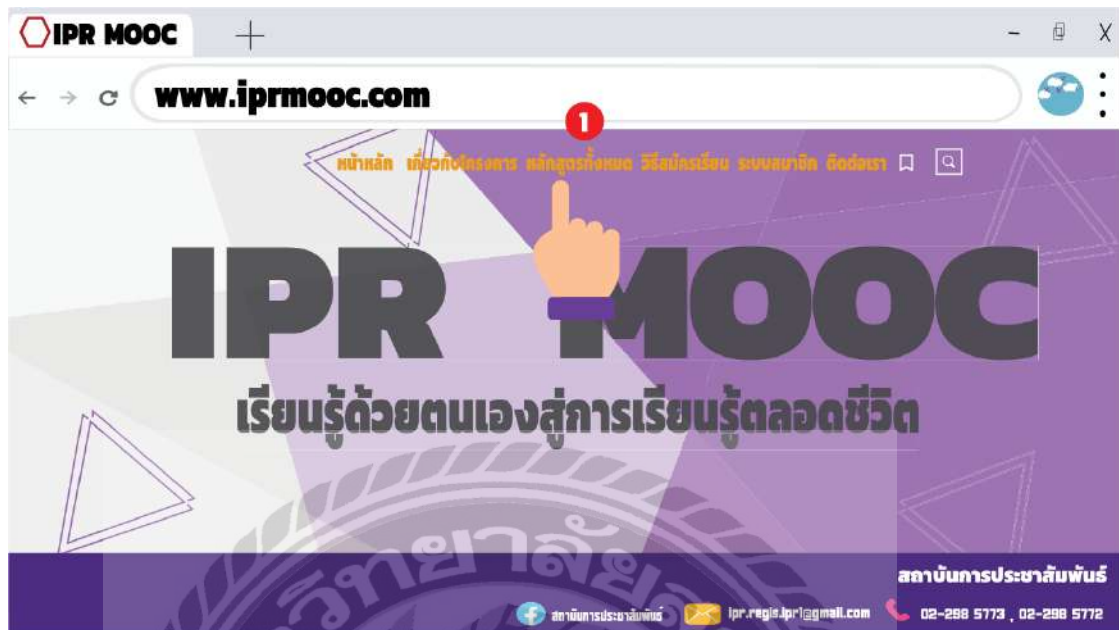 IPR MOOC
www.iprmooc.com
1
หน้าหลัก เกี่ยวกับโครงการ หลักสูตรทั้งหมด วิธีสมัครเรียน ระบบสมาชิก ติดต่อเรา
IPR MOOC
เรียนรู้ด้วยตนเองสู่การเรียนรู้ตลอดชีวิต
สถาบันการประชาสัมพันธ์
สถาบันการประชาสัมพันธ์ ipr.regis.ipr1@gmail.com 02-298 5773 , 02-298 5772